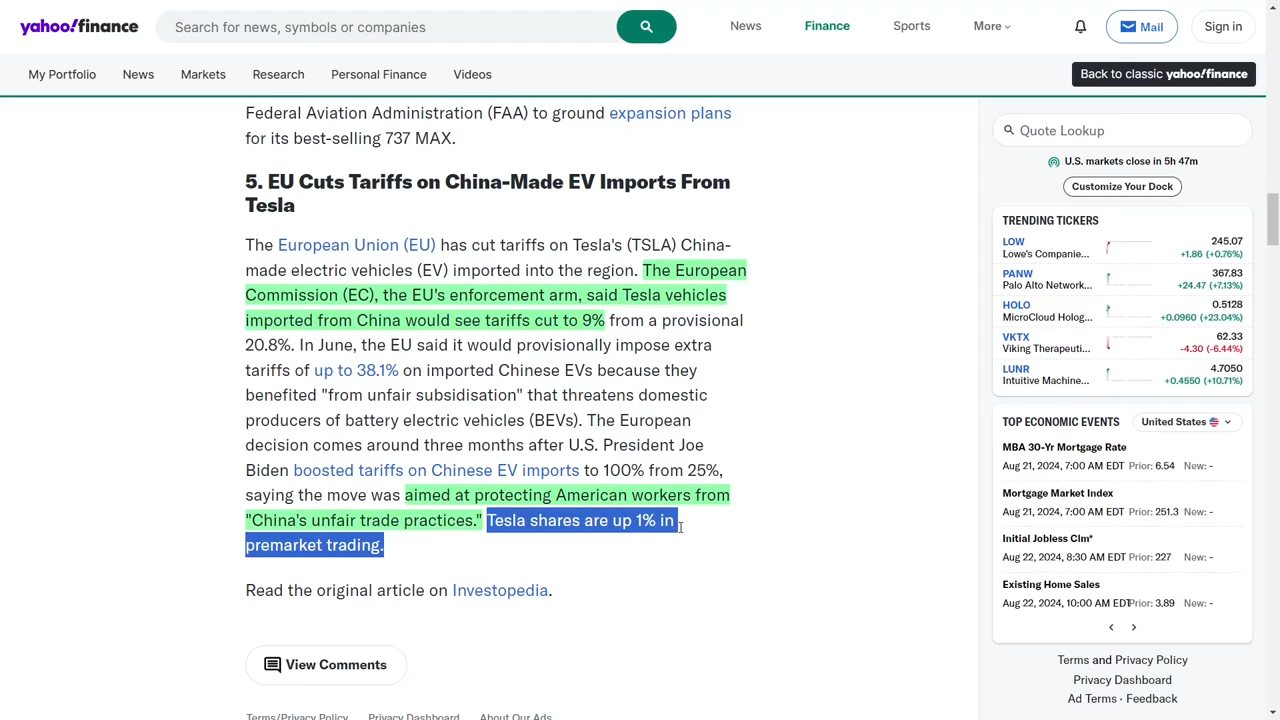 yahoo!finance
Search for news, symbols or companies
News
Finance
Sports
More
Mail
Sign in
My Portfolio
News
Markets
Research
Personal Finance
Videos
Back to classic yahoo!finance
Federal Aviation Administration (FAA) to ground expansion plans
for its best-selling 737 MAX.
5. EU Cuts Tariffs on China-Made EV Imports From
Tesla
The European Union (EU) has cut tariffs on Tesla's (TSLA) China-
made electric vehicles (EV) imported into the region. The European
Commission (EC), the EU's enforcement arm, said Tesla vehicles
imported from China would see tariffs cut to 9% from a provisional
20.8%. In June, the EU said it would provisionally impose extra
tariffs of up to 38.1% on imported Chinese EVs because they
benefited "from unfair subsidisation" that threatens domestic
producers of battery electric vehicles (BEVs). The European
decision comes around three months after U.S. President Joe
Biden boosted tariffs on Chinese EV imports to 100% from 25%,
saying the move was aimed at protecting American workers from
"China's unfair trade practices." Tesla shares are up 1% in
premarket trading.
Read the original article on Investopedia.
View Comments
Terms/Privacy Policy Privacy Dashboard About Our Ads
Quote Lookup
U.S. markets close in 5h 47m
Customize Your Dock
TRENDING TICKERS
LOW 245.07
Lowe's Companie... +1.86 (+0.76%)
PANW 367.83
Palo Alto Network... +24.47 (+7.13%)
HOLO 0.5128
MicroCloud Holog... +0.0960 (+23.04%)
VKTX 62.33
Viking Therapeuti... -4.30 (-6.44%)
LUNR 4.7050
Intuitive Machine... +0.4550 (+10.71%)
TOP ECONOMIC EVENTS United States
MBA 30-Yr Mortgage Rate
Aug 21, 2024, 7:00 AM EDT Prior: 6.54 New: -
Mortgage Market Index
Aug 21, 2024, 7:00 AM EDT Prior: 251.3 New: -
Initial Jobless Clm*
Aug 22, 2024, 8:30 AM EDT Prior: 227 New: -
Existing Home Sales
Aug 22, 2024, 10:00 AM EDT Prior: 3.89 New: -
Terms and Privacy Policy
Privacy Dashboard
Ad Terms · Feedback